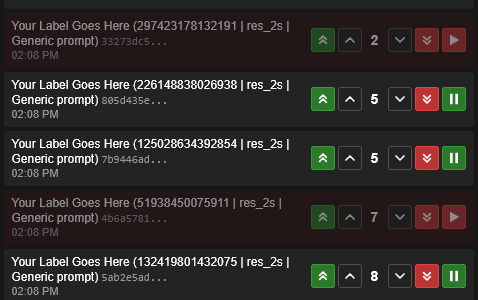 Your Label Goes Here (297423178132191 | res_2s |
Generic prompt) 33273dc5... 2
02:08 PM
Your Label Goes Here (226148838026938 | res_2s |
Generic prompt) 805d435e... 5
02:08 PM
Your Label Goes Here (125028634392854 | res_2s |
Generic prompt) 7b9446ad... 5
02:08 PM
Your Label Goes Here (51938450075911 | res_2s |
Generic prompt) 4b6a5781... 7
02:08 PM
Your Label Goes Here (132419801432075 | res_2s |
Generic prompt) 5ab2e5ad... 8
02:08 PM